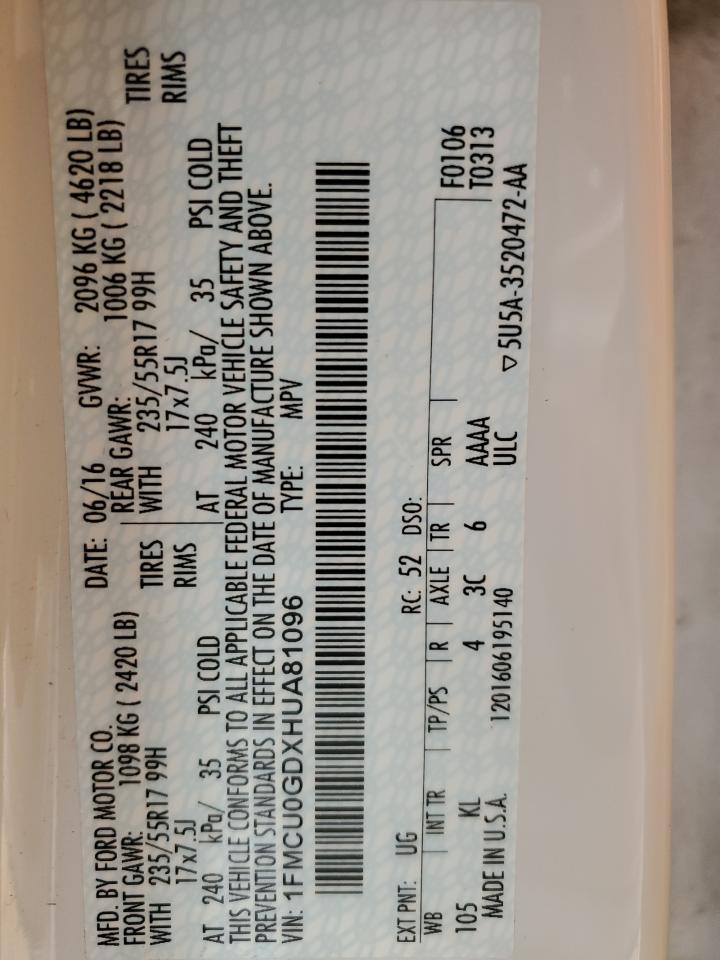 MFD. BY FORD MOTOR CO.
DATE: 06/16 GVWR: 2096 KG ( 4620 LB)
FRONT GAWR: 1098 KG ( 2420 LB) REAR GAWR: 1006 KG ( 2218 LB)
WITH 235/55R17 99H TIRES WITH 235/55R17 99H TIRES
17x7.5J RIMS 17x7.5J RIMS
AT 240 kPa/ 35 PSI COLD AT 240 kPa/ 35 PSI COLD
THIS VEHICLE CONFORMS TO ALL APPLICABLE FEDERAL MOTOR VEHICLE SAFETY AND THEFT
PREVENTION STANDARDS IN EFFECT ON THE DATE OF MANUFACTURE SHOWN ABOVE.
VIN: 1FMCU0GDXHUA81096 TYPE: MPV
EXT PNT: UG RC: 52 DSO: F0106
WB INT TR TP/PS R AXLE TR SPR T0313
105 KL 4 3C 6 AAAA
MADE IN U.S.A. 1201606195140 ULC ▽ 5U5A-3520472-AA